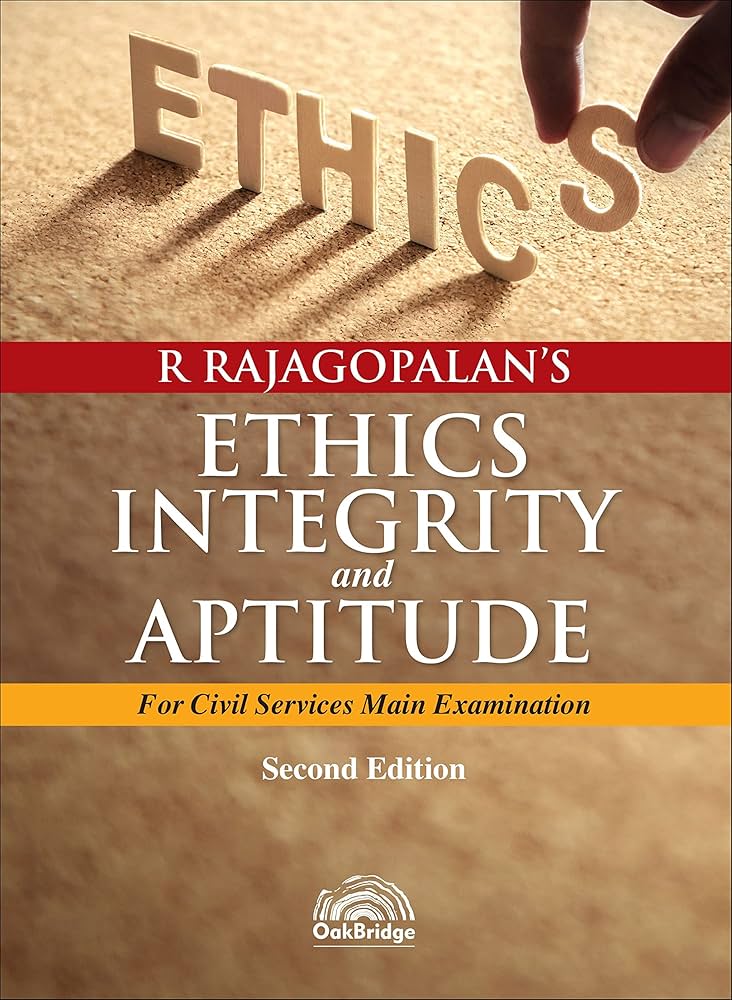 ETHICS
R RAJAGOPALAN'S
ETHICS
INTEGRITY
and
APTITUDE
For Civil Services Main Examination
Second Edition
OakBridge